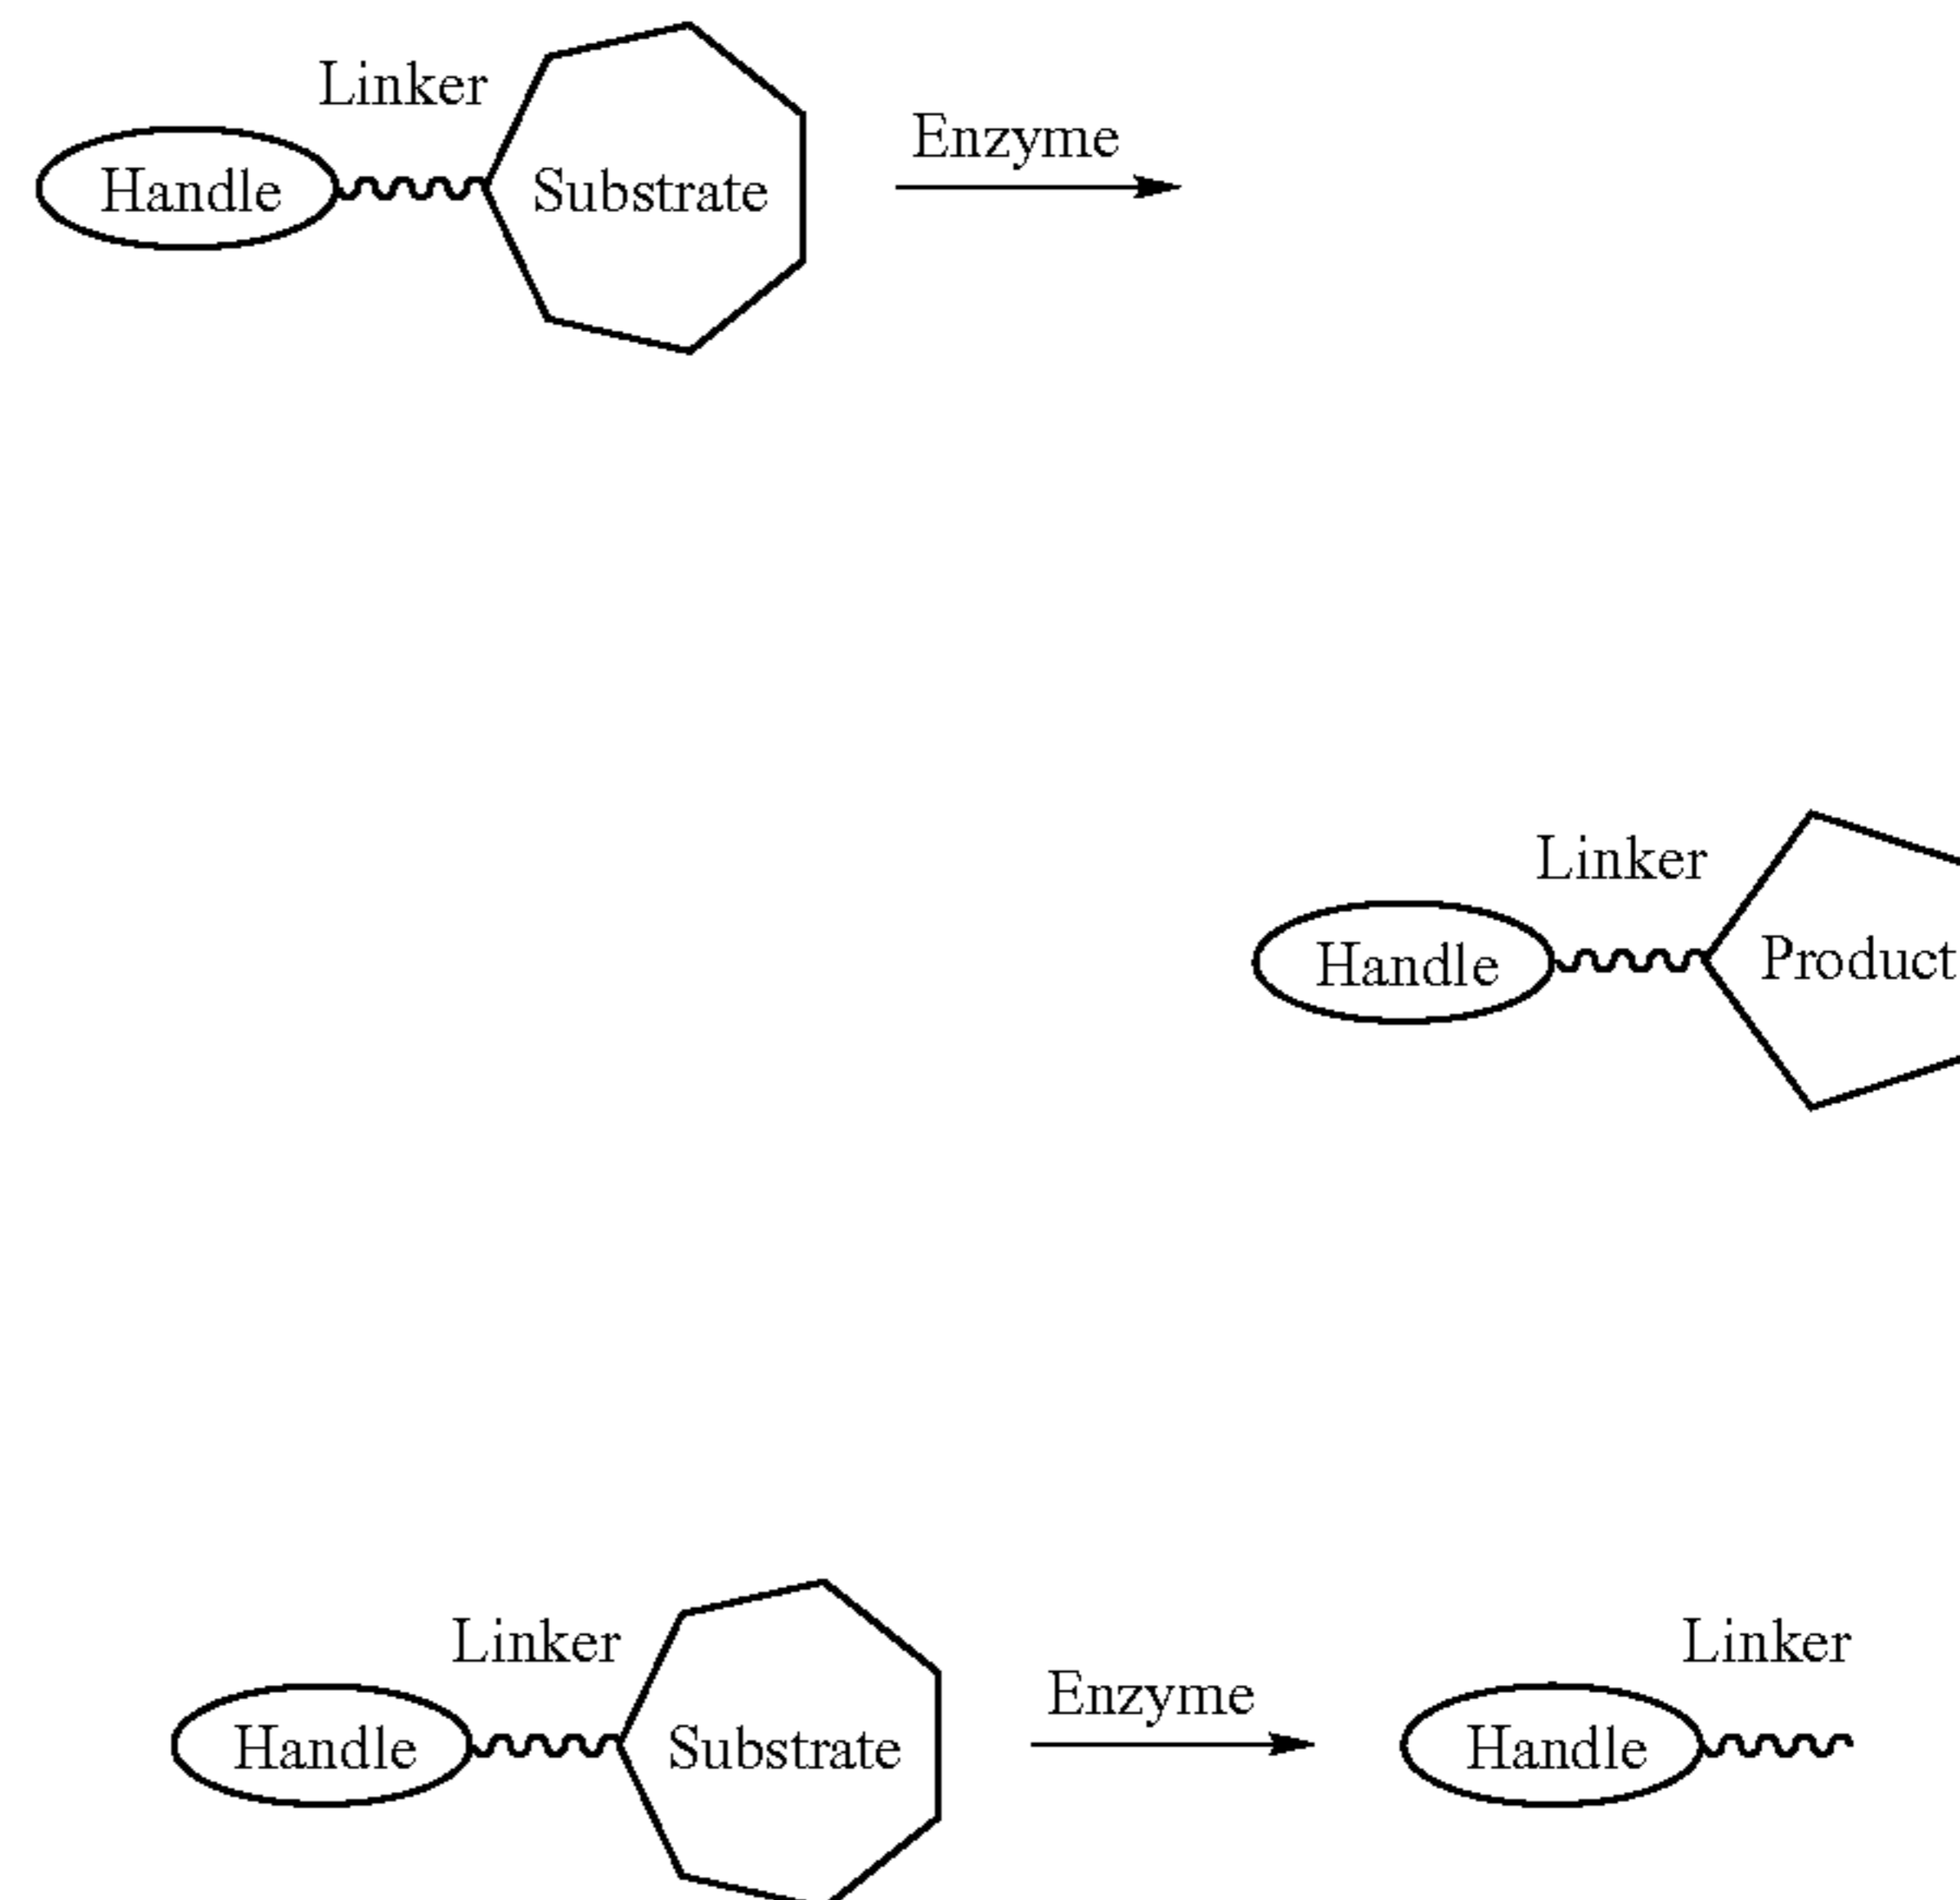 Linker
Enzyme
Handle Substrate
Linker
Handle Product
Linker Linker
Enzyme
Handle Substrate Handle